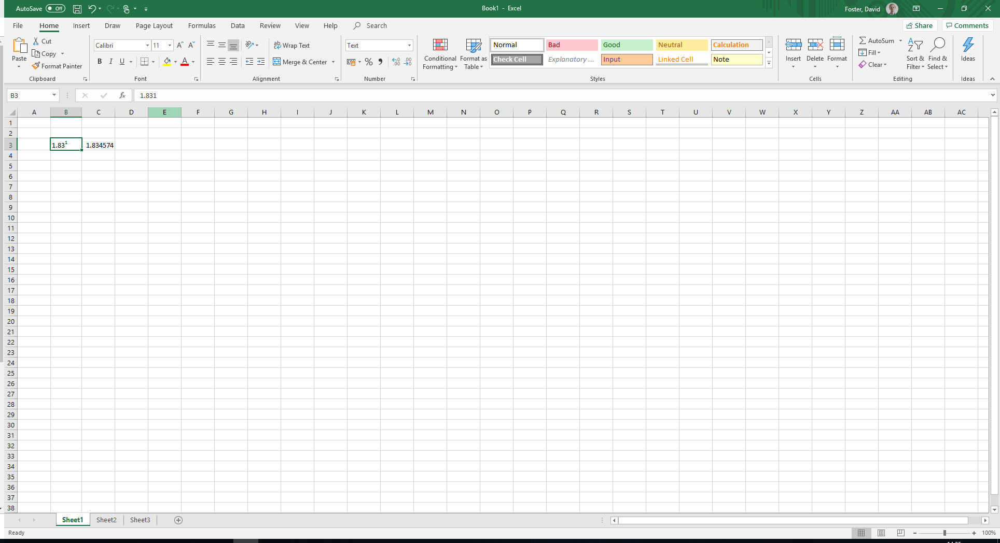 AutoSave Off
Book1 - Excel
Foster, David
File Home Insert Draw Page Layout Formulas Data Review View Help Search
Share Comments
Paste
Cut
Copy
Format Painter
Clipboard
Calibri 11
B I U
Font
Wrap Text
Merge & Center
Alignment
Text
Number
Conditional Formatting
Format as Table
Normal Bad Good Neutral Calculation
Check Cell Explanatory ... Input Linked Cell Note
Styles
Insert Delete Format
Cells
AutoSum
Fill
Clear
Sort & Filter
Find & Select
Editing
Ideas
Ideas
B3 fx 1.831
A B C D E F G H I J K L M N O P Q R S T U V W X Y Z AA AB AC
1
2
3 1.83¹ 1.834574
4
5
6
7
8
9
10
11
12
13
14
15
16
17
18
19
20
21
22
23
24
25
26
27
28
29
30
31
32
33
34
35
36
37
38
Sheet1 Sheet2 Sheet3
Ready
100%